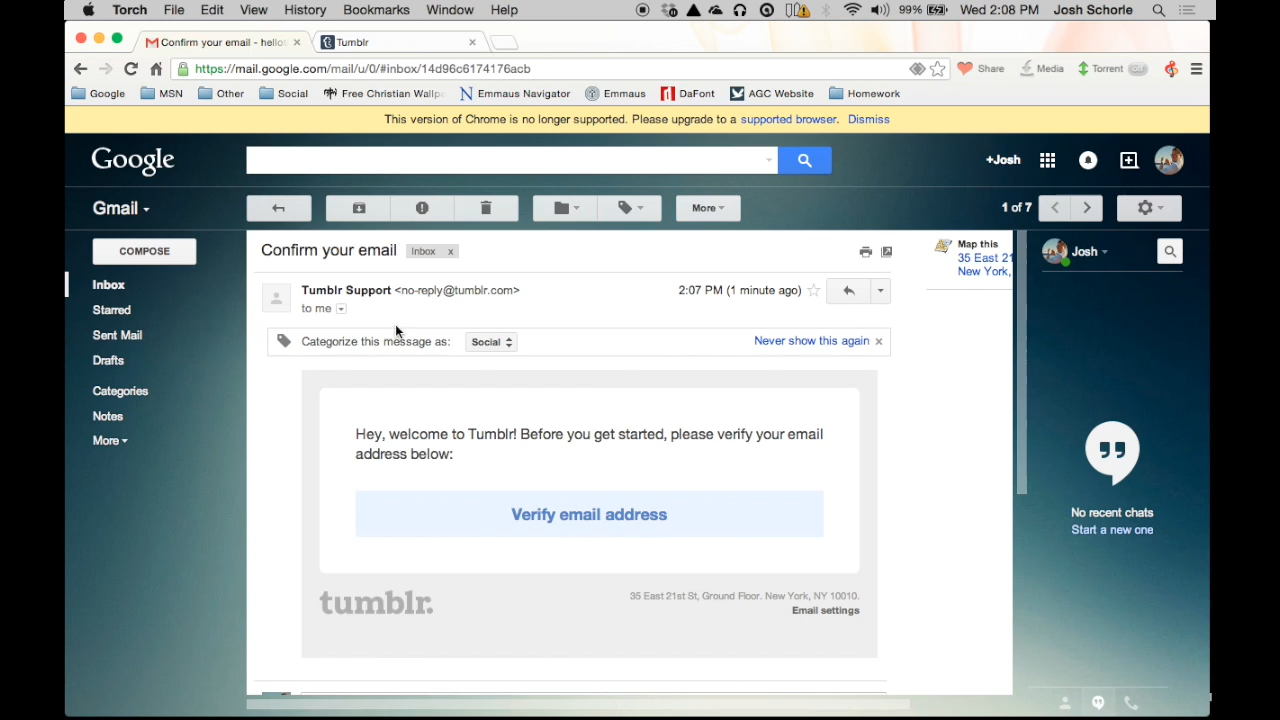 Torch File Edit View History Bookmarks Window Help 99% Wed 2:08 PM Josh Schorle
Confirm your email - hello Tumblr
https://mail.google.com/mail/u/0/#inbox/14d96c6174176acb Share Media Torrent Off
Google MSN Other Social Free Christian Wallp Emmaus Navigator Emmaus DaFont AGC Website Homework
This version of Chrome is no longer supported. Please upgrade to a supported browser. Dismiss
Google +Josh
Gmail More 1 of 7
COMPOSE Confirm your email Inbox x Map this Josh
35 East 21
New York,
Inbox Tumblr Support <no-reply@tumblr.com> 2:07 PM (1 minute ago)
Starred to me
Sent Mail Categorize this message as: Social Never show this again x
Drafts
Categories
Notes
More
Hey, welcome to Tumblr! Before you get started, please verify your email
address below:
Verify email address
No recent chats
Start a new one
tumblr. 35 East 21st St, Ground Floor. New York, NY 10010.
Email settings